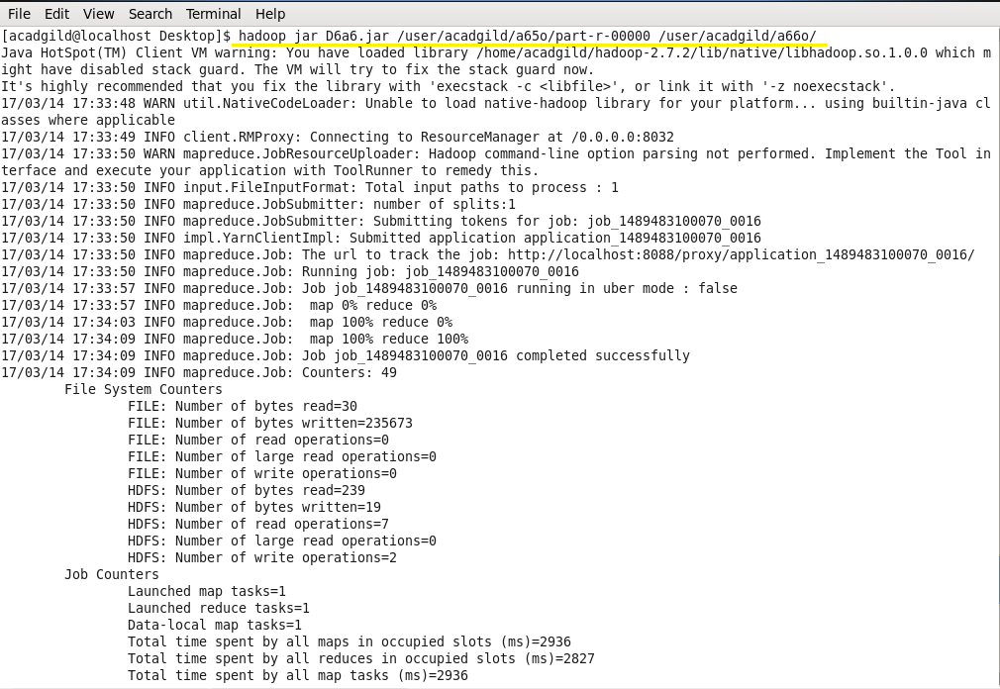 File Edit View Search Terminal Help
[acadgild@localhost Desktop]$ hadoop jar D6a6.jar /user/acadgild/a65o/part-r-00000 /user/acadgild/a66o/
Java HotSpot(TM) Client VM warning: You have loaded library /home/acadgild/hadoop-2.7.2/lib/native/libhadoop.so.1.0.0 which m
ight have disabled stack guard. The VM will try to fix the stack guard now.
It's highly recommended that you fix the library with 'execstack -c <libfile>', or link it with '-z noexecstack'.
17/03/14 17:33:48 WARN util.NativeCodeLoader: Unable to load native-hadoop library for your platform... using builtin-java cl
asses where applicable
17/03/14 17:33:49 INFO client.RMProxy: Connecting to ResourceManager at /0.0.0.0:8032
17/03/14 17:33:50 WARN mapreduce.JobResourceUploader: Hadoop command-line option parsing not performed. Implement the Tool in
terface and execute your application with ToolRunner to remedy this.
17/03/14 17:33:50 INFO input.FileInputFormat: Total input paths to process : 1
17/03/14 17:33:50 INFO mapreduce.JobSubmitter: number of splits:1
17/03/14 17:33:50 INFO mapreduce.JobSubmitter: Submitting tokens for job: job_1489483100070_0016
17/03/14 17:33:50 INFO impl.YarnClientImpl: Submitted application application_1489483100070_0016
17/03/14 17:33:50 INFO mapreduce.Job: The url to track the job: http://localhost:8088/proxy/application_1489483100070_0016/
17/03/14 17:33:50 INFO mapreduce.Job: Running job: job_1489483100070_0016
17/03/14 17:33:57 INFO mapreduce.Job: Job job_1489483100070_0016 running in uber mode : false
17/03/14 17:33:57 INFO mapreduce.Job:  map 0% reduce 0%
17/03/14 17:34:03 INFO mapreduce.Job:  map 100% reduce 0%
17/03/14 17:34:09 INFO mapreduce.Job:  map 100% reduce 100%
17/03/14 17:34:09 INFO mapreduce.Job: Job job_1489483100070_0016 completed successfully
17/03/14 17:34:09 INFO mapreduce.Job: Counters: 49
File System Counters
FILE: Number of bytes read=30
FILE: Number of bytes written=235673
FILE: Number of read operations=0
FILE: Number of large read operations=0
FILE: Number of write operations=0
HDFS: Number of bytes read=239
HDFS: Number of bytes written=19
HDFS: Number of read operations=7
HDFS: Number of large read operations=0
HDFS: Number of write operations=2
Job Counters
Launched map tasks=1
Launched reduce tasks=1
Data-local map tasks=1
Total time spent by all maps in occupied slots (ms)=2936
Total time spent by all reduces in occupied slots (ms)=2827
Total time spent by all map tasks (ms)=2936